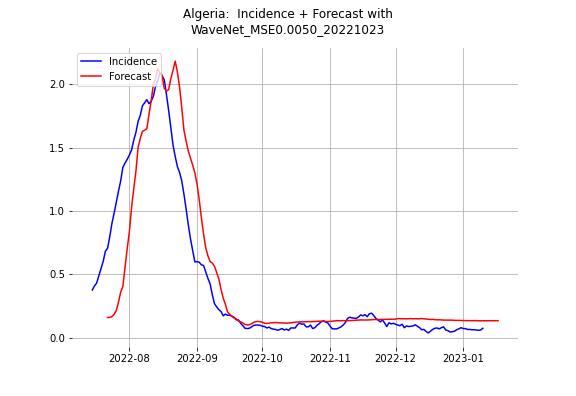 Algeria:  Incidence + Forecast with
WaveNet_MSE0.0050_20221023
Incidence
Forecast
2.0
1.5
1.0
0.5
0.0
2022-08 2022-09 2022-10 2022-11 2022-12 2023-01